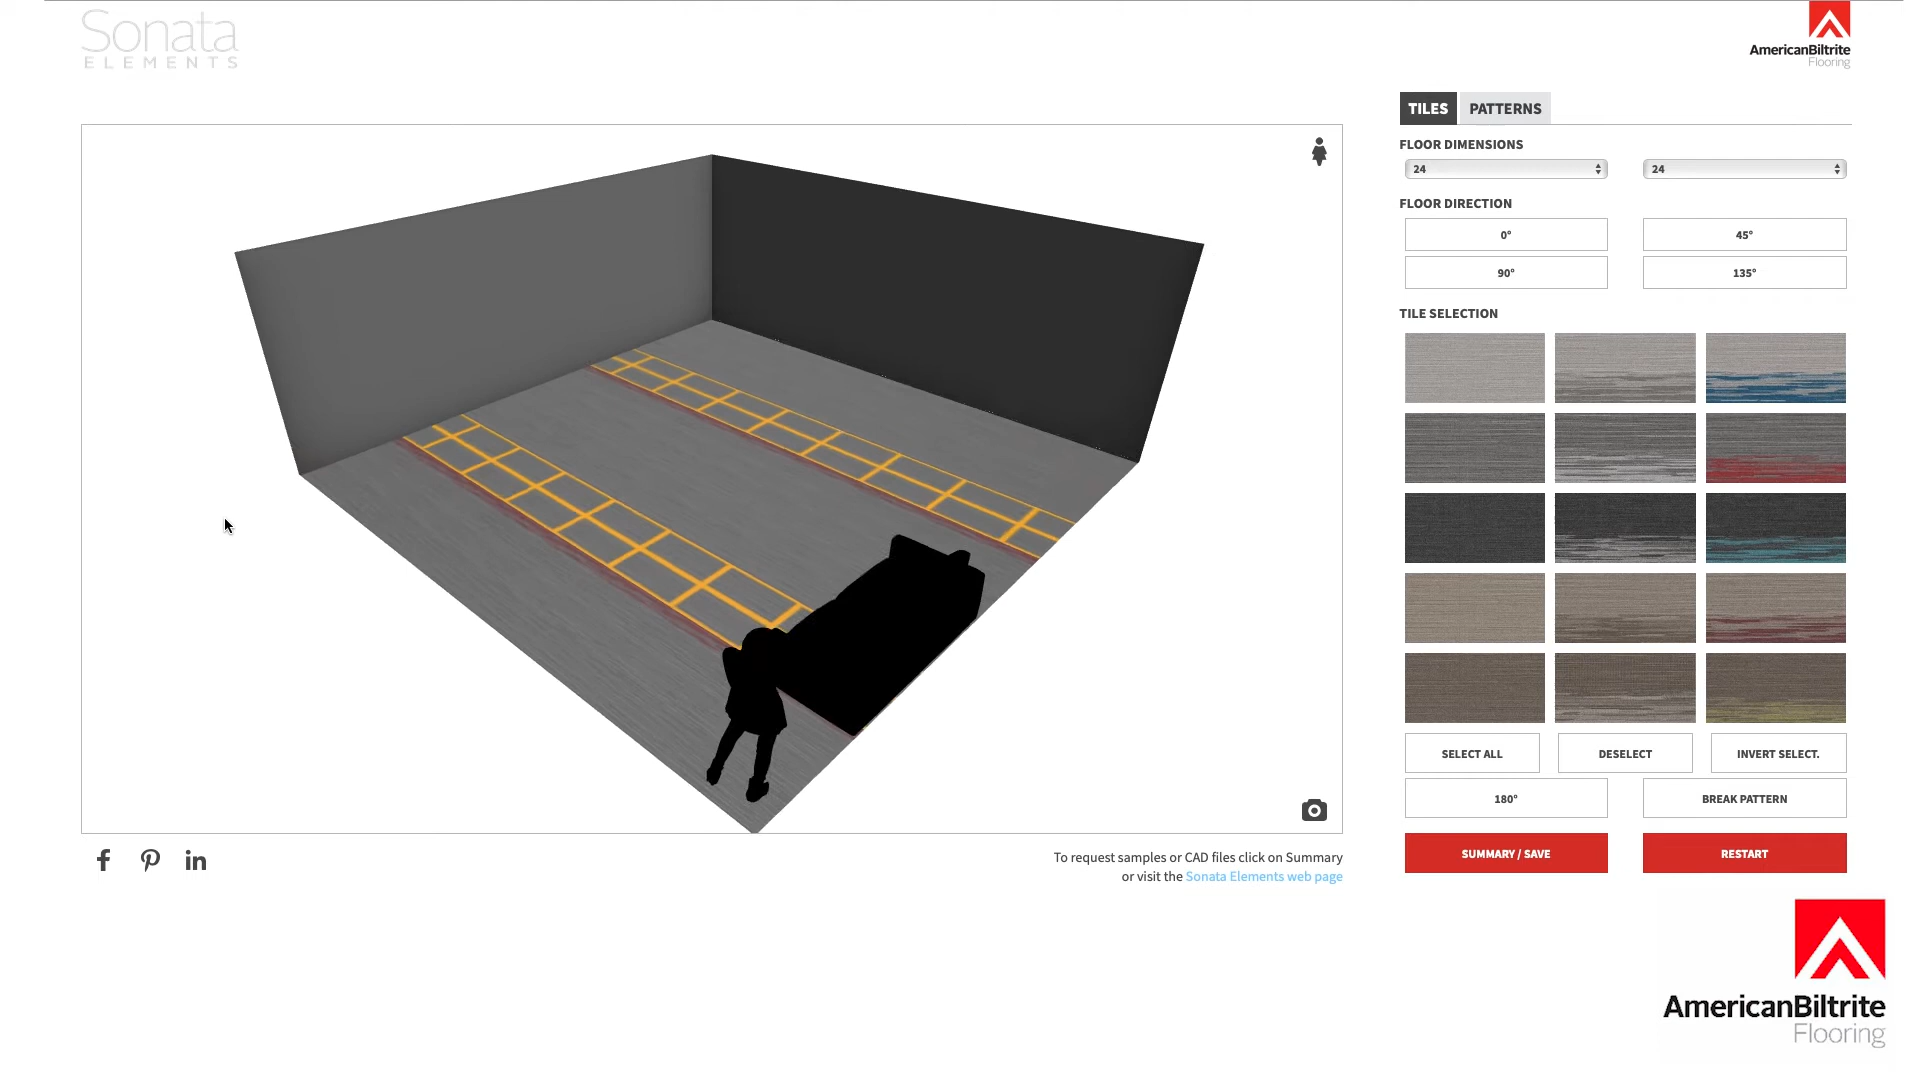 Sonata
ELEMENTS
AmericanBiltrite
Flooring
TILES
PATTERNS
FLOOR DIMENSIONS
24
24
FLOOR DIRECTION
0°
45°
90°
135°
TILE SELECTION
SELECT ALL
DESELECT
INVERT SELECT.
180°
BREAK PATTERN
SUMMARY / SAVE
RESTART
To request samples or CAD files click on Summary
or visit the Sonata Elements web page
AmericanBiltrite
Flooring